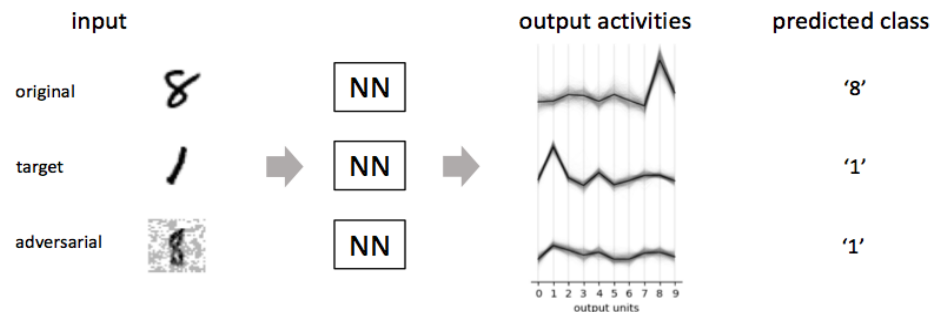 input output activities predicted class
original NN ‘8’
target NN ‘1’
adversarial NN ‘1’
0 1 2 3 4 5 6 7 8 9
output units